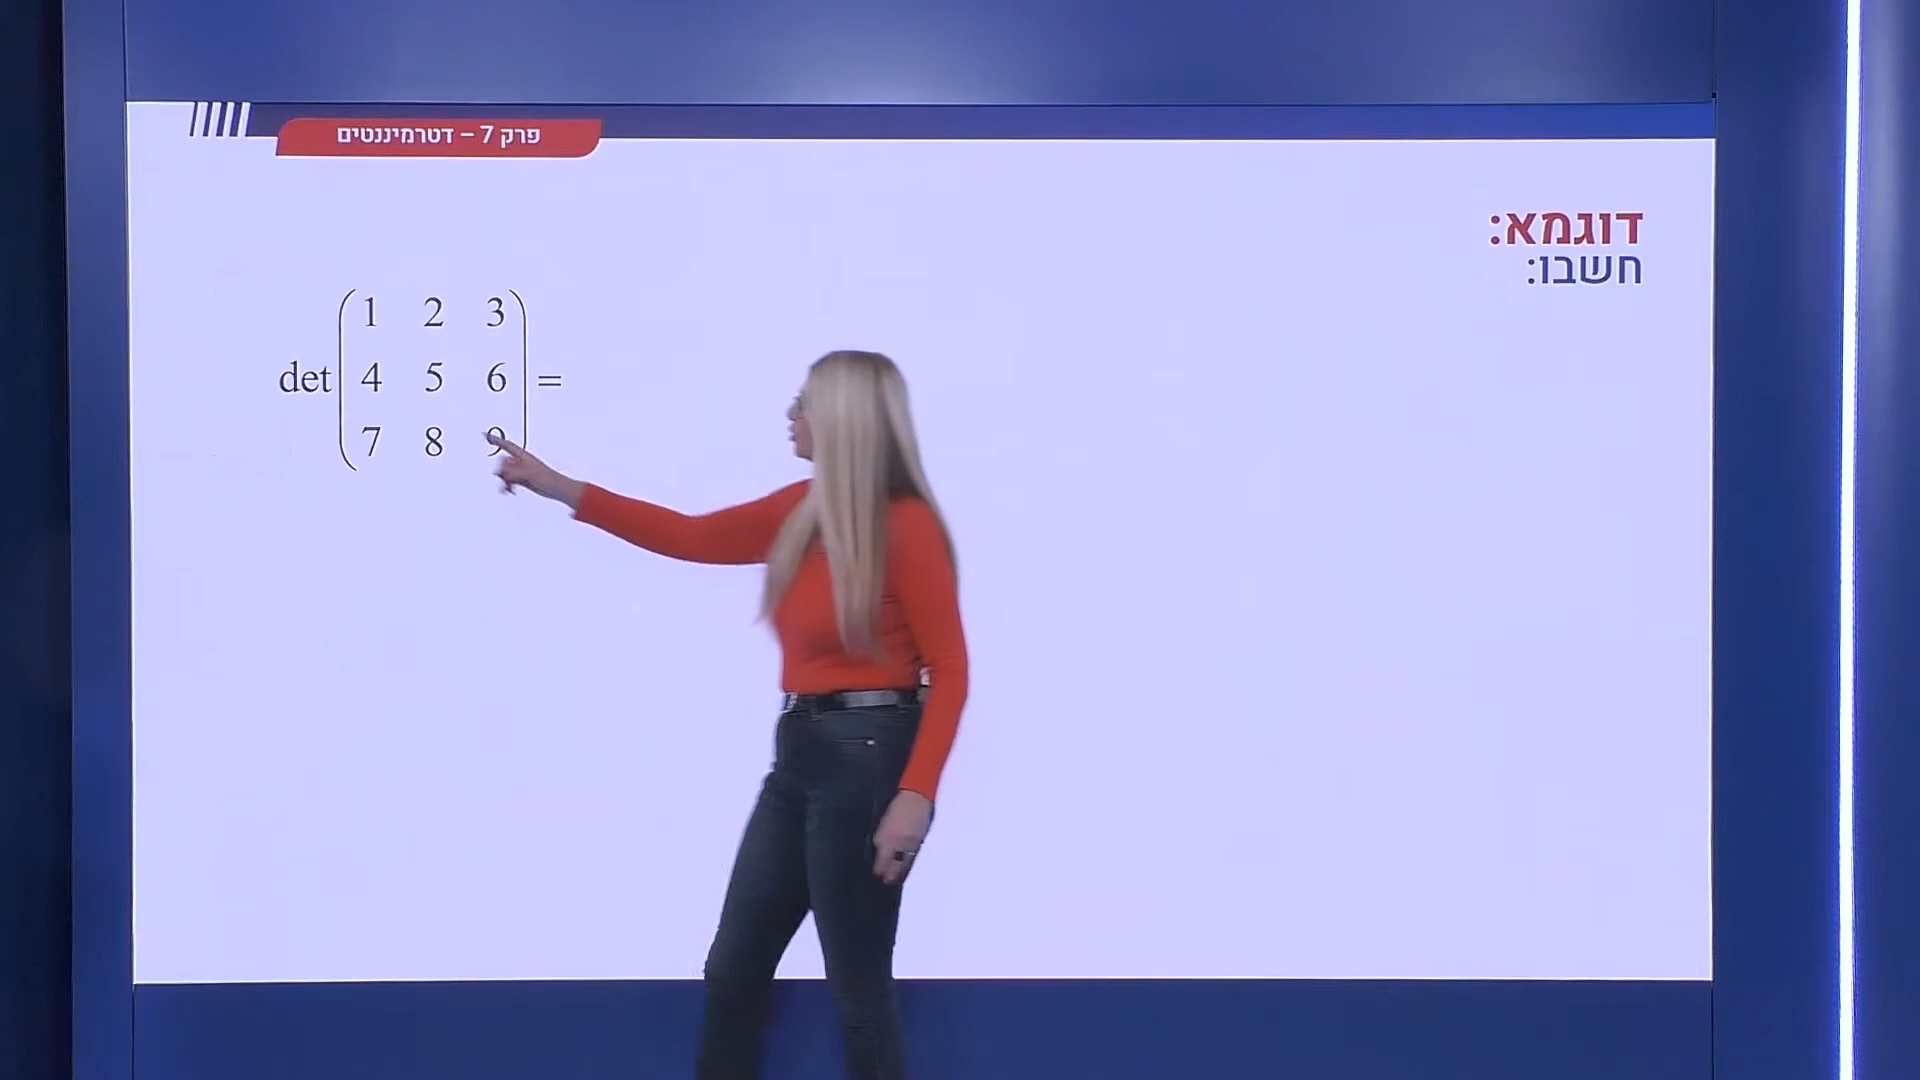 פרק 7 – דטרמיננטים
דוגמא:
חשבו:
1 2 3
det 4 5 6 =
7 8 9